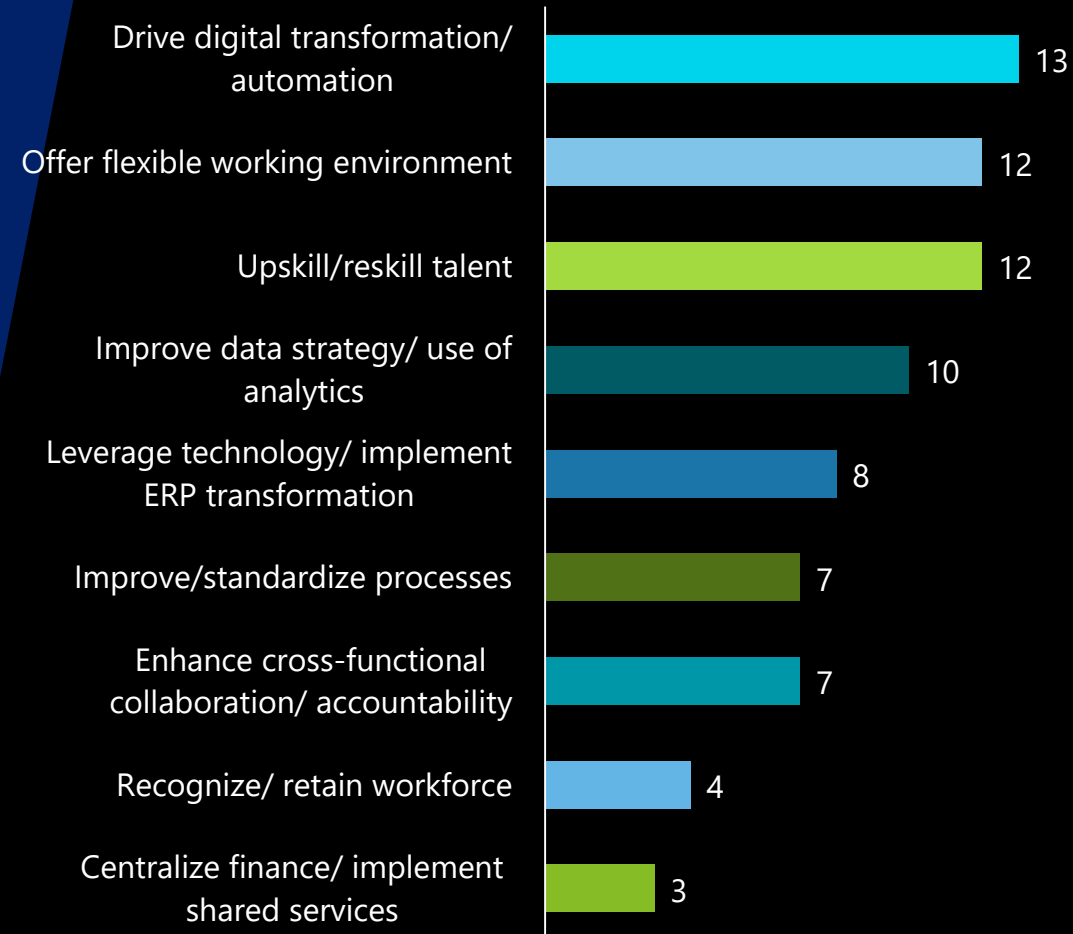 Drive digital transformation/
automation
13
Offer flexible working environment
12
Upskill/reskill talent
12
Improve data strategy/ use of
analytics
10
Leverage technology/ implement
ERP transformation
8
Improve/standardize processes
7
Enhance cross-functional
collaboration/ accountability
7
Recognize/ retain workforce
4
Centralize finance/ implement
shared services
3